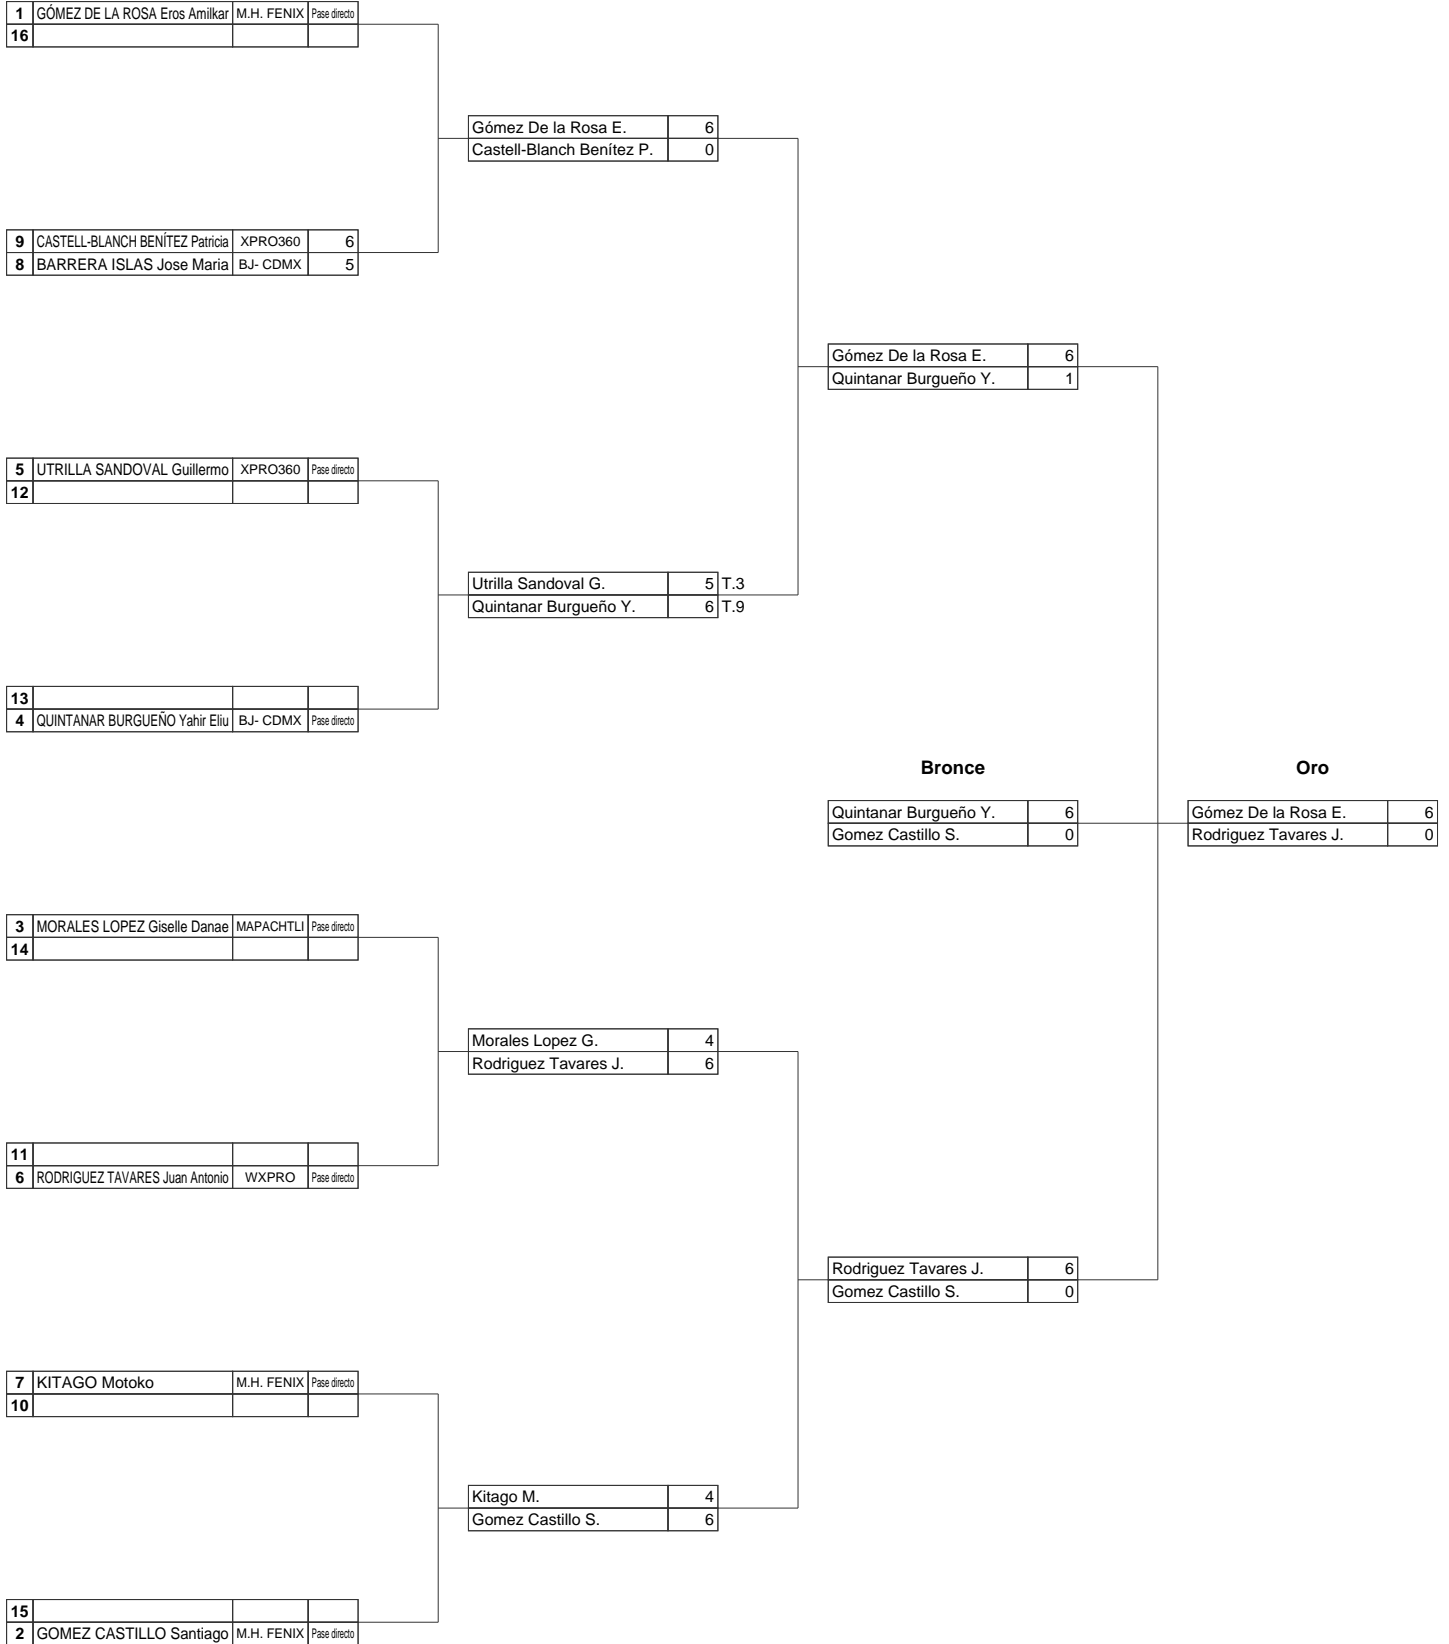 1 GÓMEZ DE LA ROSA Eros Amilkar M.H. FENIX Pase directo
16
Gómez De la Rosa E. 6
Castell-Blanch Benítez P. 0
9 CASTELL-BLANCH BENÍTEZ Patricia XPRO360 6
8 BARRERA ISLAS Jose Maria BJ- CDMX 5
Gómez De la Rosa E. 6
Quintanar Burgueño Y. 1
5 UTRILLA SANDOVAL Guillermo XPRO360 Pase directo
12
Utrilla Sandoval G. 5 T.3
Quintanar Burgueño Y. 6 T.9
13
4 QUINTANAR BURGUEÑO Yahir Eliu BJ- CDMX Pase directo
Bronce Oro
Quintanar Burgueño Y. 6 Gómez De la Rosa E. 6
Gomez Castillo S. 0 Rodriguez Tavares J. 0
3 MORALES LOPEZ Giselle Danae MAPACHTLI Pase directo
14
Morales Lopez G. 4
Rodriguez Tavares J. 6
11
6 RODRIGUEZ TAVARES Juan Antonio WXPRO Pase directo
Rodriguez Tavares J. 6
Gomez Castillo S. 0
7 KITAGO Motoko M.H. FENIX Pase directo
10
Kitago M. 4
Gomez Castillo S. 6
15
2 GOMEZ CASTILLO Santiago M.H. FENIX Pase directo